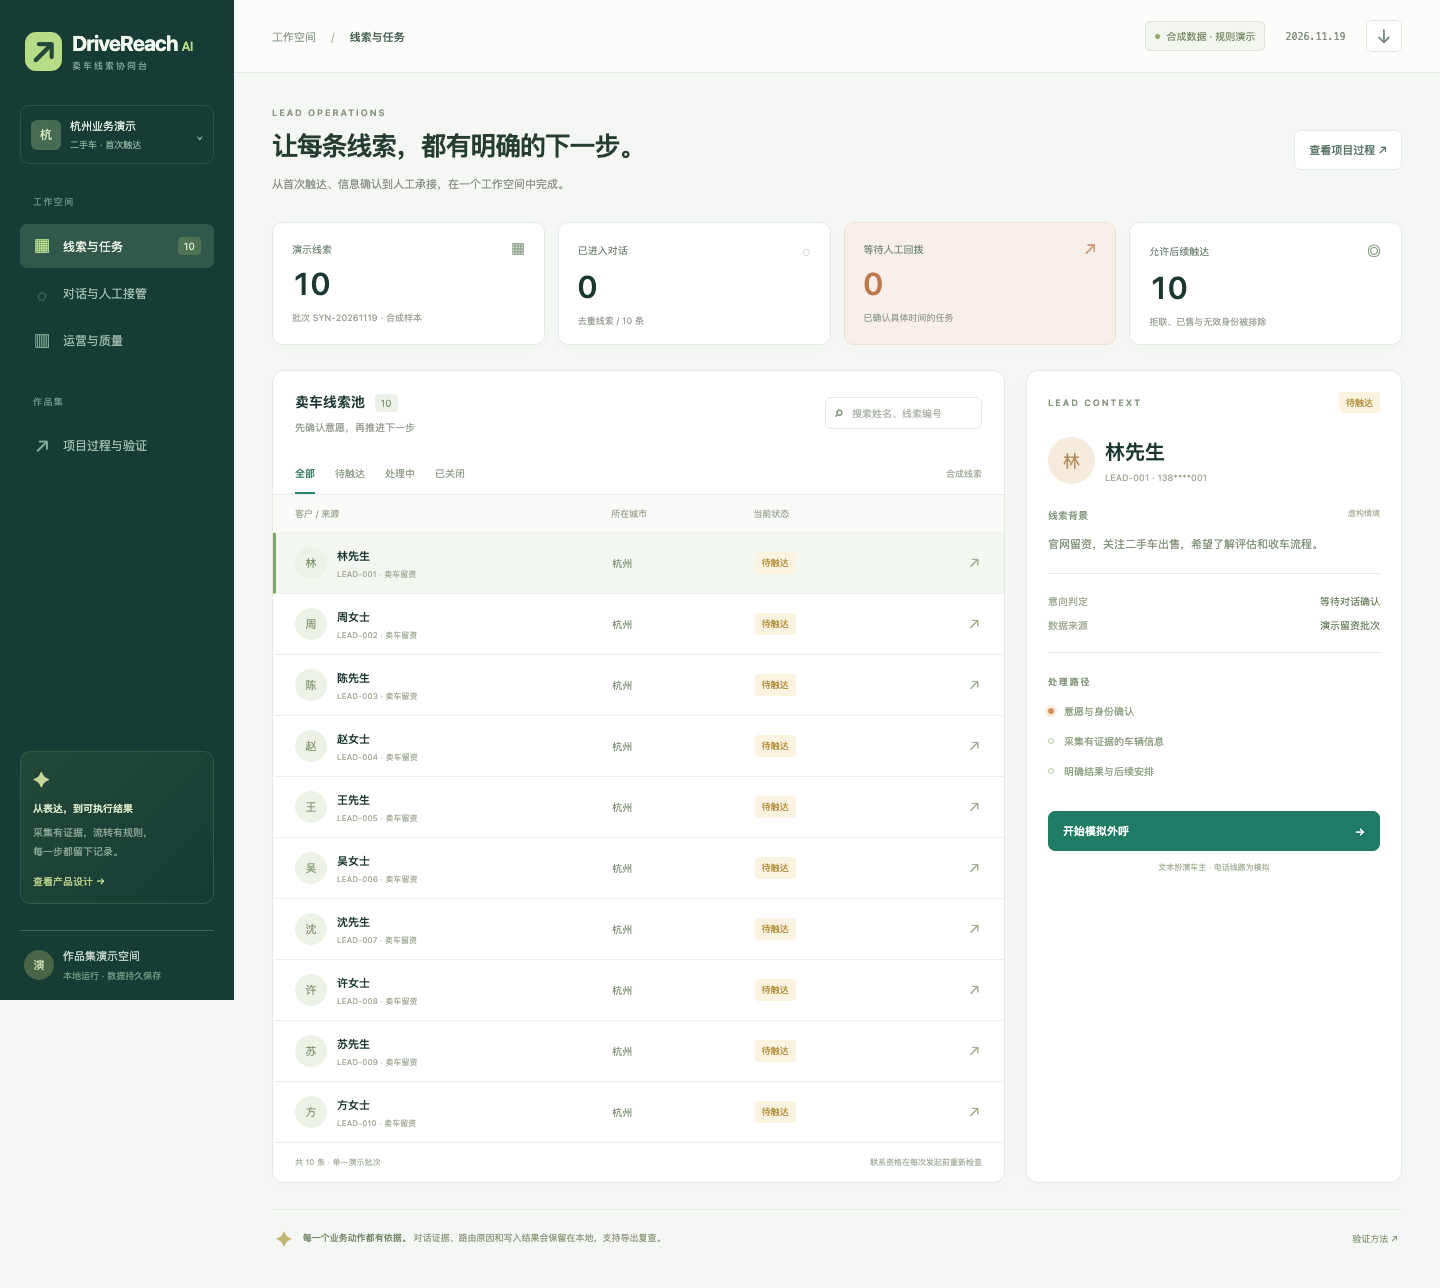 DriveReach AI
卖车线索协同台
杭
杭州业务演示
二手车 · 首次触达
工作空间
线索与任务
10
对话与人工接管
运营与质量
作品集
项目过程与验证
从表达，到可执行结果
采集有证据，流转有规则，
每一步都留下记录。
查看产品设计 →
演
作品集演示空间
本地运行 · 数据持久保存
工作空间 / 线索与任务
合成数据 · 规则演示
2026.11.19
LEAD OPERATIONS
让每条线索，都有明确的下一步。
从首次触达、信息确认到人工承接，在一个工作空间中完成。
查看项目过程 ↗
演示线索
10
批次 SYN-20261119 · 合成样本
已进入对话
0
去重线索 / 10 条
等待人工回拨
0
已确认具体时间的任务
允许后续触达
10
拒联、已售与无效身份被排除
卖车线索池 10
先确认意愿，再推进下一步
搜索姓名、线索编号
全部 待触达 处理中 已关闭
合成线索
客户 / 来源 所在城市 当前状态
林 林先生 杭州 待触达
LEAD-001 · 卖车留资
周 周女士 杭州 待触达
LEAD-002 · 卖车留资
陈 陈先生 杭州 待触达
LEAD-003 · 卖车留资
赵 赵女士 杭州 待触达
LEAD-004 · 卖车留资
王 王先生 杭州 待触达
LEAD-005 · 卖车留资
吴 吴女士 杭州 待触达
LEAD-006 · 卖车留资
沈 沈先生 杭州 待触达
LEAD-007 · 卖车留资
许 许女士 杭州 待触达
LEAD-008 · 卖车留资
苏 苏先生 杭州 待触达
LEAD-009 · 卖车留资
方 方女士 杭州 待触达
LEAD-010 · 卖车留资
共 10 条 · 单一演示批次
联系资格在每次发起前重新检查
LEAD CONTEXT
待触达
林
林先生
LEAD-001 · 138****001
线索背景
虚构情境
官网留资，关注二手车出售，希望了解评估和收车流程。
意向判定 等待对话确认
数据来源 演示留资批次
处理路径
意愿与身份确认
采集有证据的车辆信息
明确结果与后续安排
开始模拟外呼 →
文本扮演车主 · 电话线路为模拟
每一个业务动作都有依据。 对话证据、路由原因和写入结果会保留在本地，支持导出复查。
验证方法 ↗